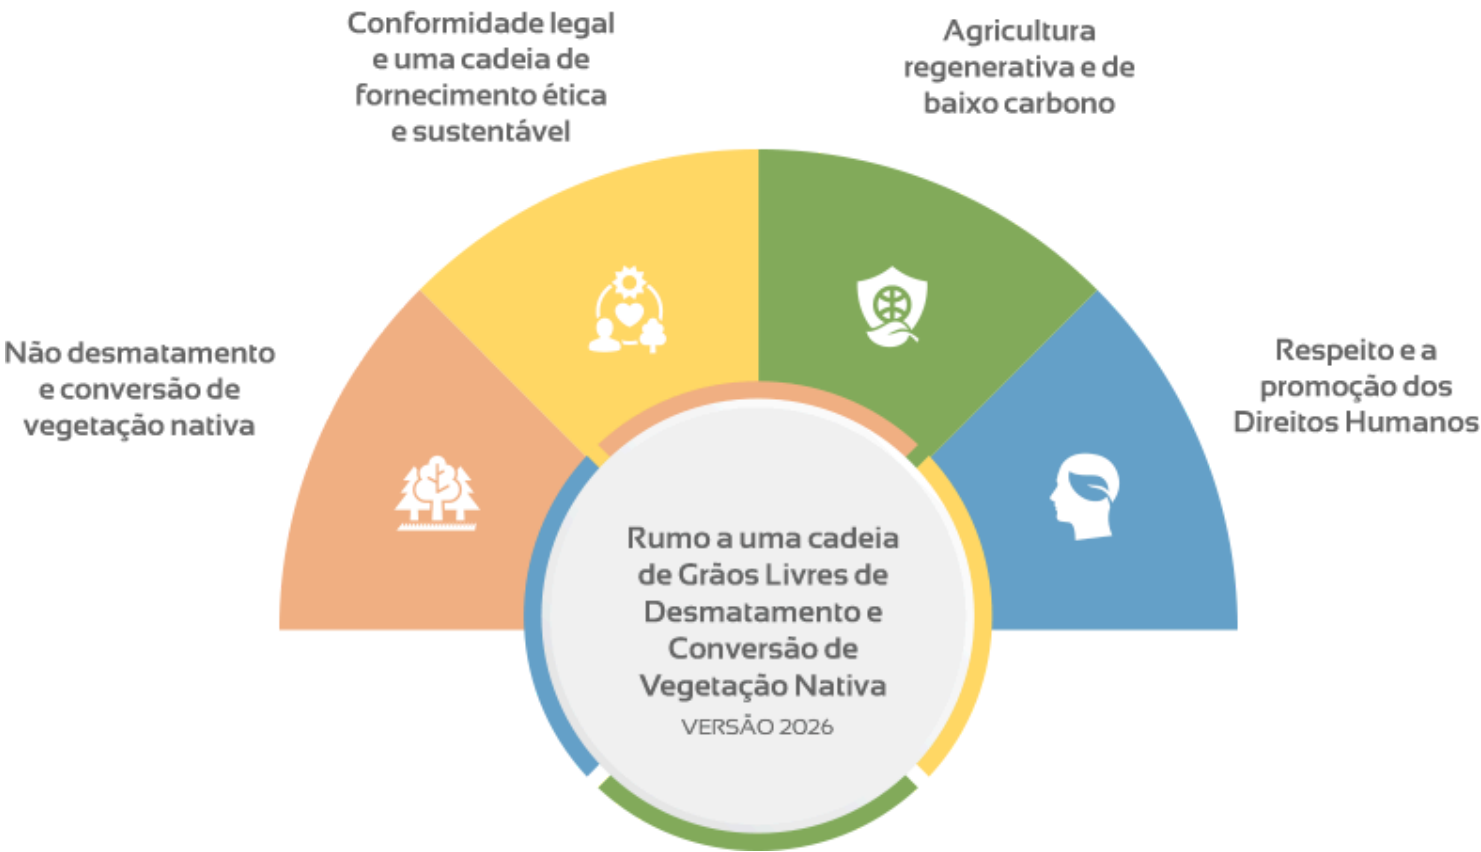 Conformidade legal
e uma cadeia de
fornecimento ética
e sustentável
Agricultura
regenerativa e de
baixo carbono
Não desmatamento
e conversão de
vegetação nativa
Respeito e a
promoção dos
Direitos Humanos
Rumo a uma cadeia
de Grãos Livres de
Desmatamento e
Conversão de
Vegetação Nativa
VERSÃO 2026